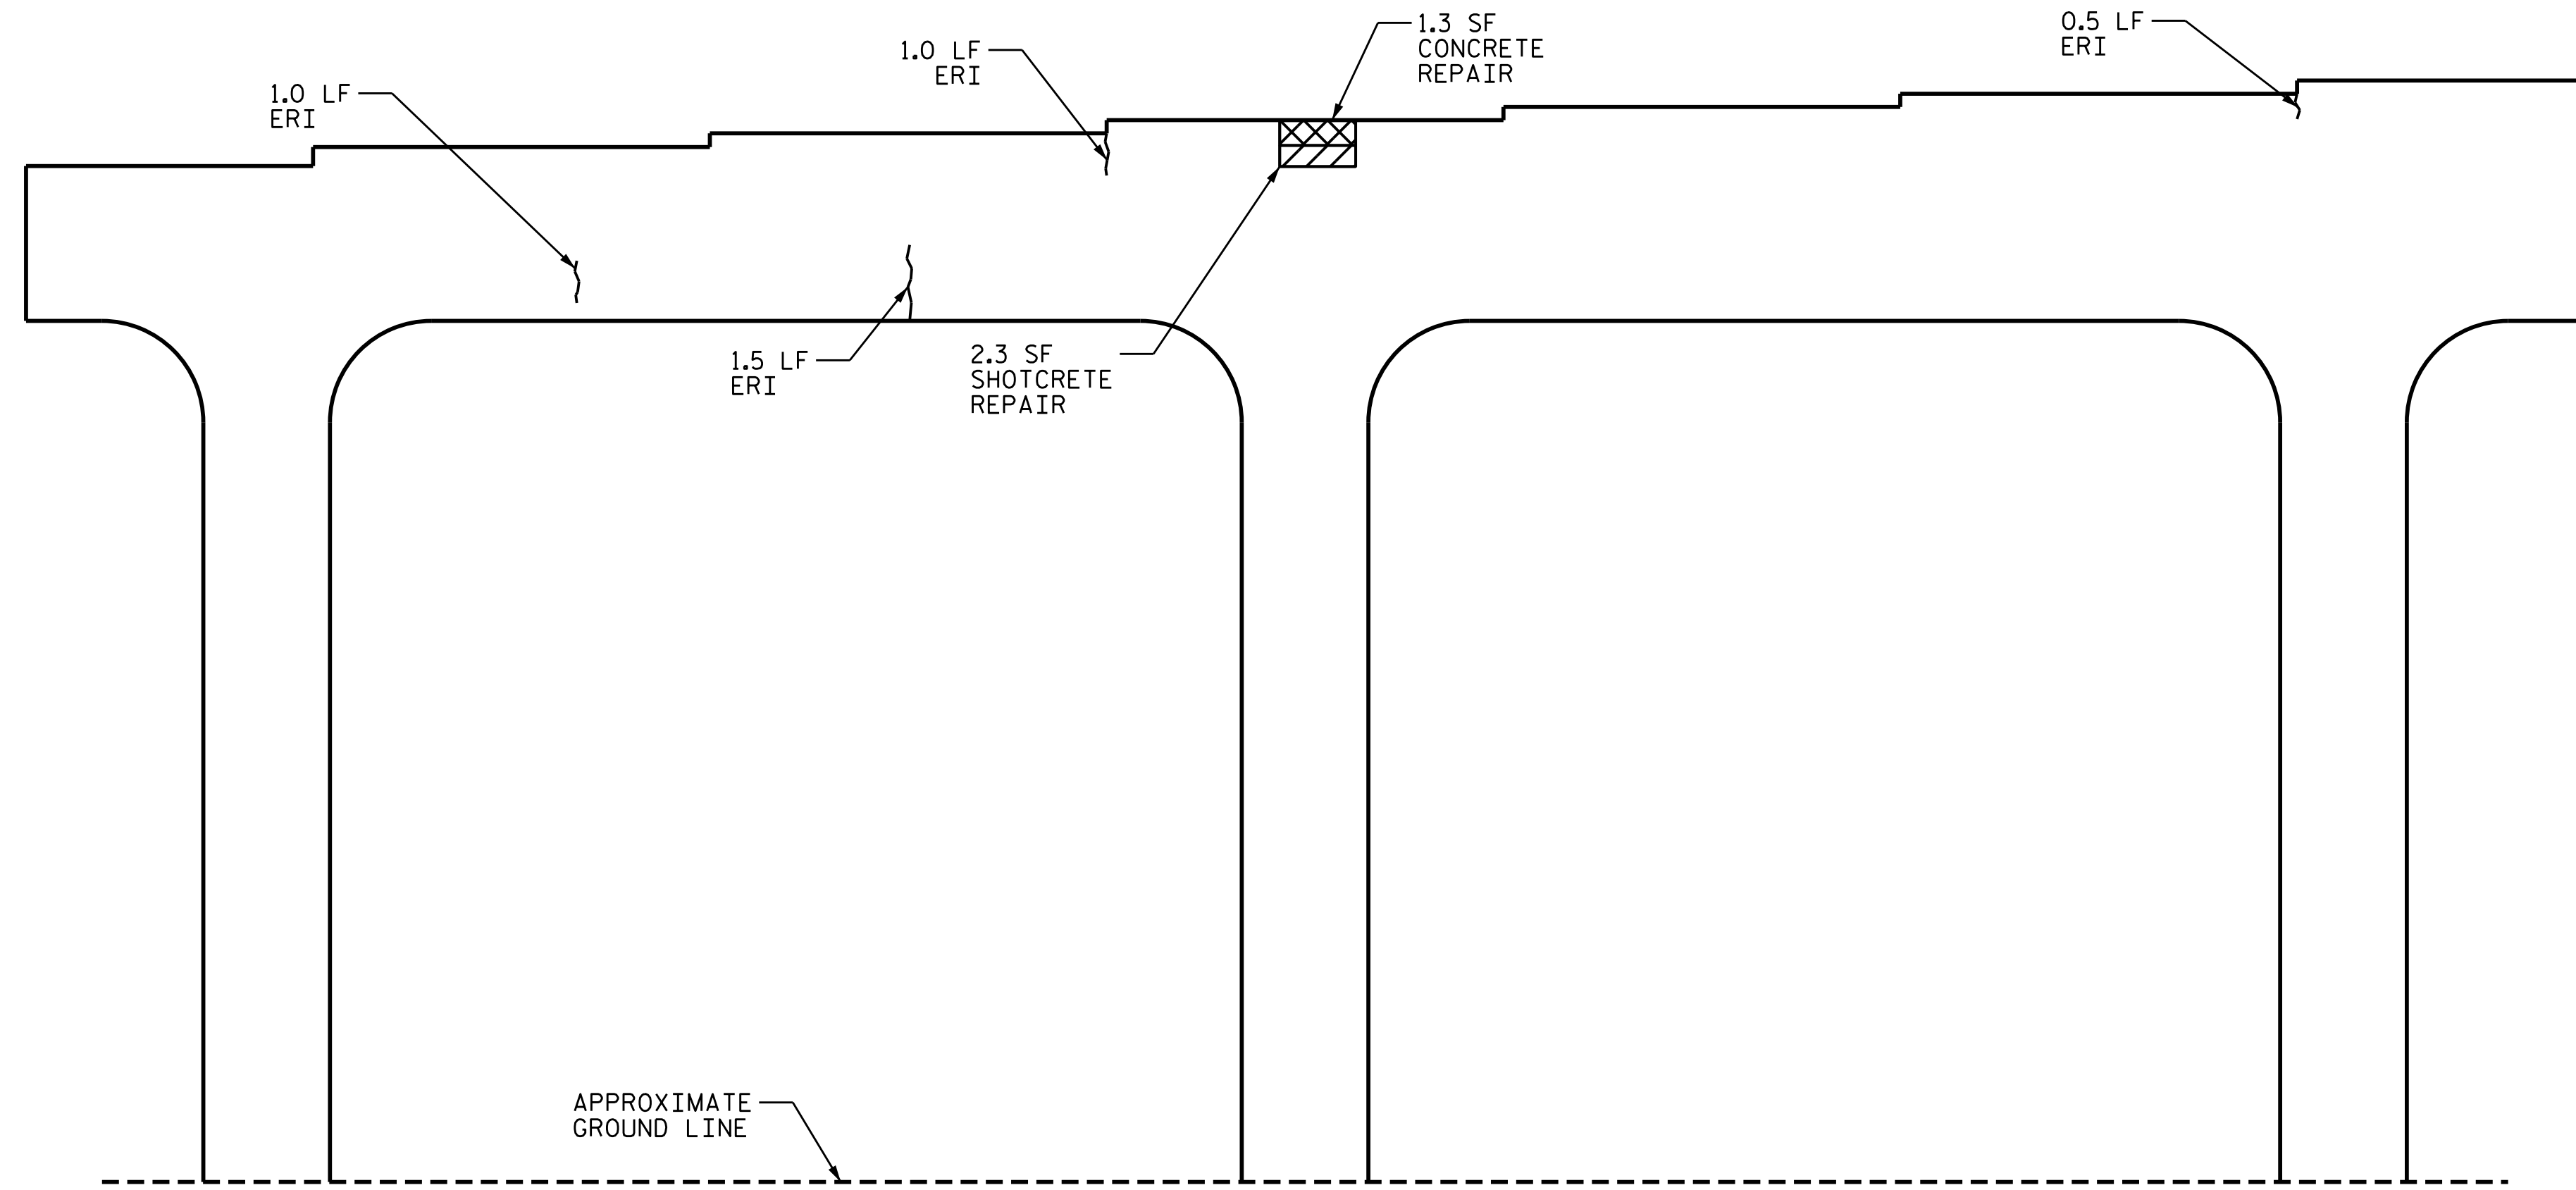 1.0 LF
ERI
1.0 LF
ERI
1.3 SF
CONCRETE
REPAIR
0.5 LF
ERI
1.5 LF
ERI
2.3 SF
SHOTCRETE
REPAIR
APPROXIMATE
GROUND LINE